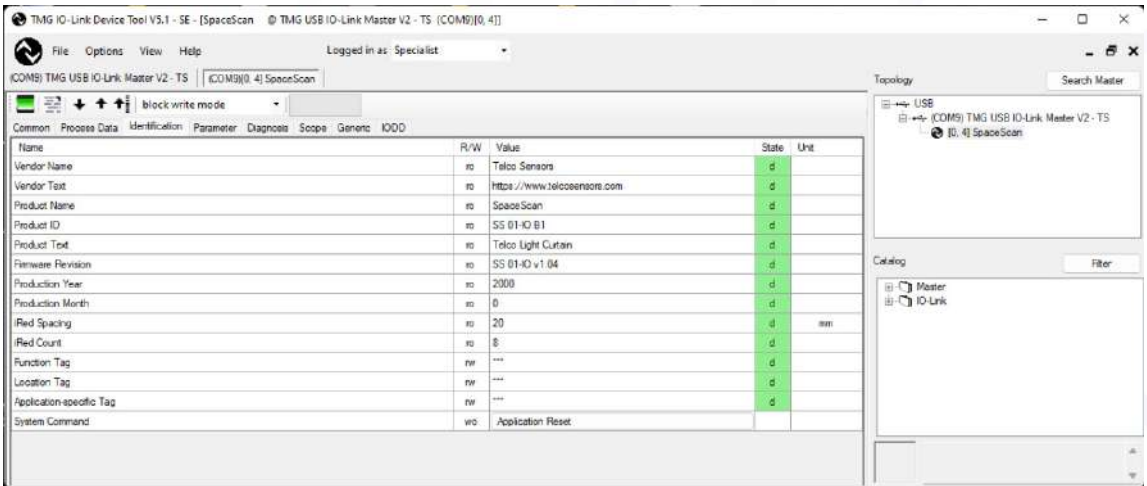 TMG IO-Link Device Tool V5.1 - SE - [SpaceScan @ TMG USB IO-Link Master V2 - TS (COM9)[0, 4]]
File Options View Help Logged in as Specialist
(COM9) TMG USB IO-Link Master V2 - TS (COM9)[0, 4] SpaceScan
block write mode
Common Process Data Identification Parameter Diagnosis Scope Generic IODD
Name R/W Value State Unit
Vendor Name ro Telco Sensors d
Vendor Text ro https://www.telcosensors.com d
Product Name ro SpaceScan d
Product ID ro SS 01-IO B1 d
Product Text ro Telco Light Curtain d
Firmware Revision ro SS 01-IO v1.04 d
Production Year ro 2000 d
Production Month ro 0 d
iRed Spacing ro 20 d mm
iRed Count ro 8 d
Function Tag rw *** d
Location Tag rw *** d
Application-specific Tag rw *** d
System Command wo Application Reset
Topology Search Master
USB
(COM9) TMG USB IO-Link Master V2 - TS
[0, 4] SpaceScan
Catalog Filter
Master
IO-Link